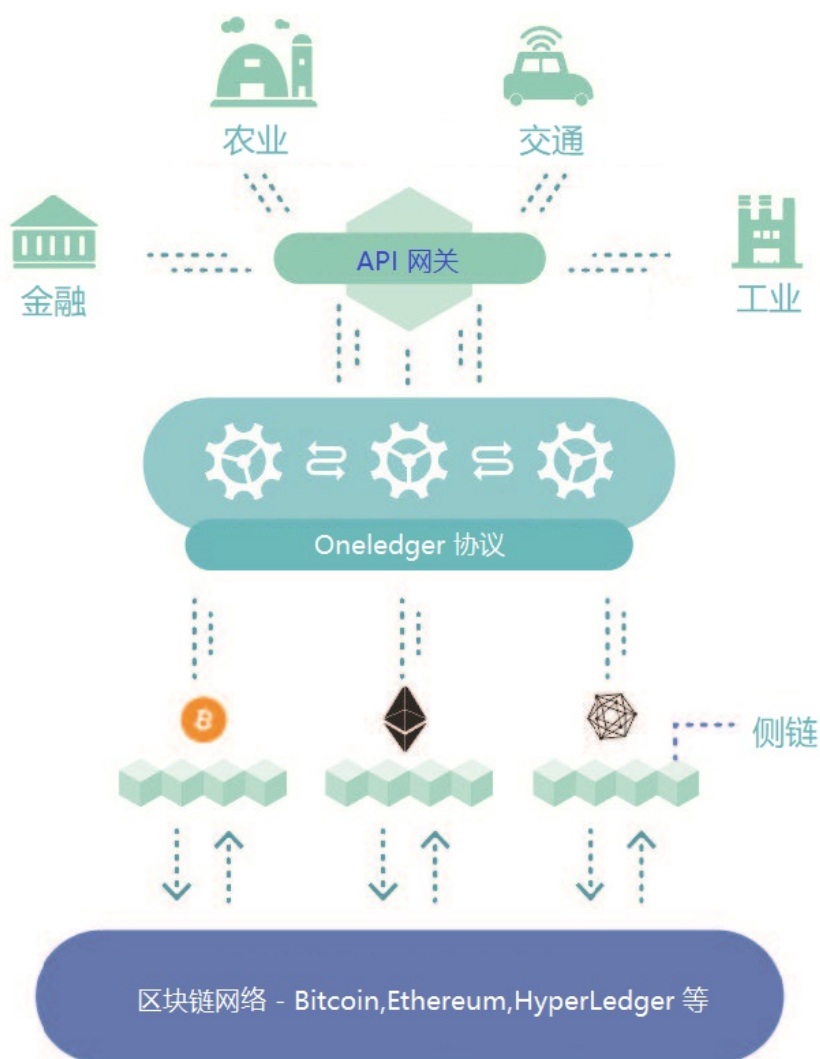 农业
交通
金融
API 网关
工业
Oneledger 协议
侧链
区块链网络 - Bitcoin,Ethereum,HyperLedger 等